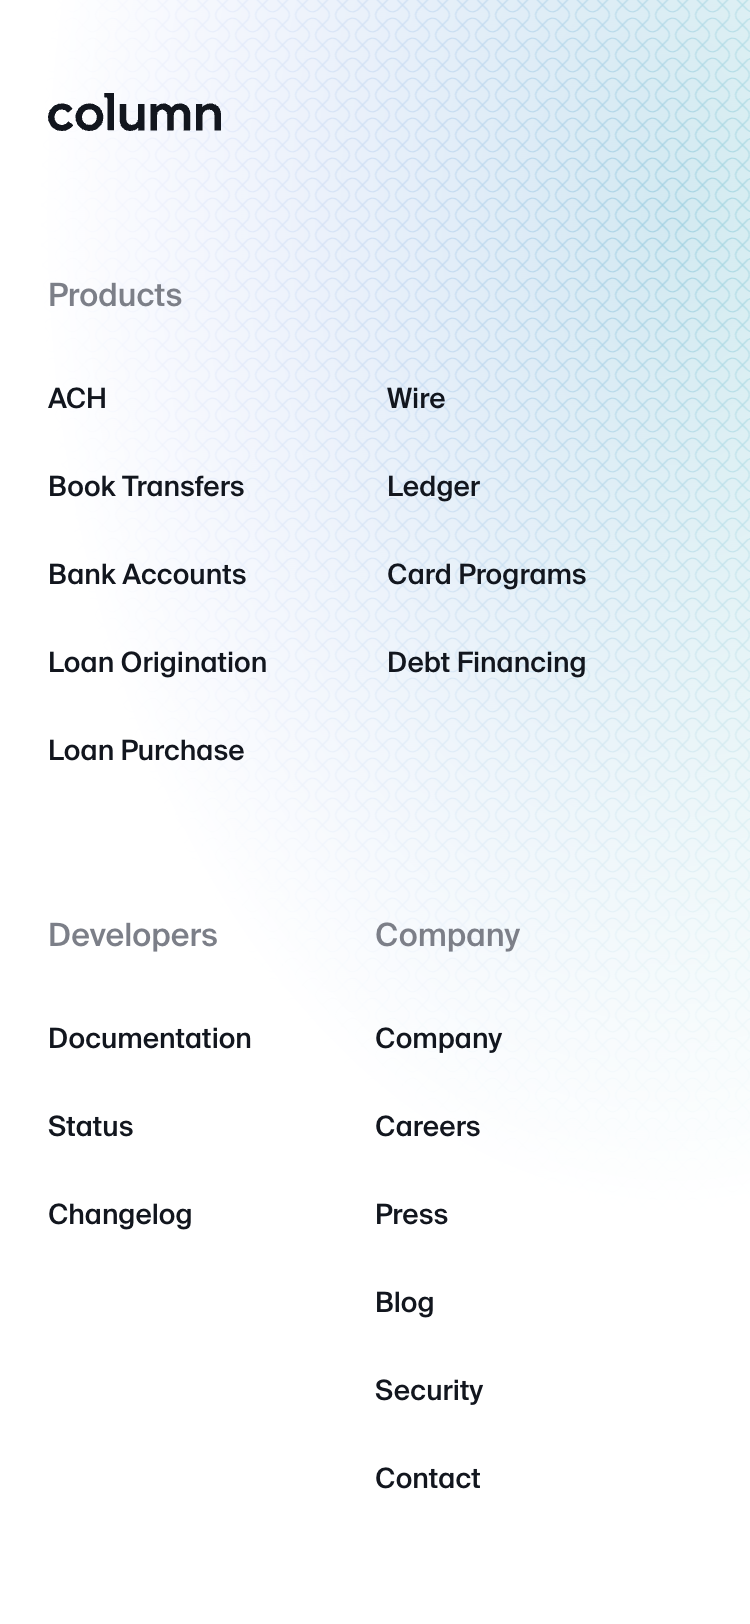 column
Products
ACH
Wire
Book Transfers
Ledger
Bank Accounts
Card Programs
Loan Origination
Debt Financing
Loan Purchase
Developers
Documentation
Status
Changelog
Company
Company
Careers
Press
Blog
Security
Contact